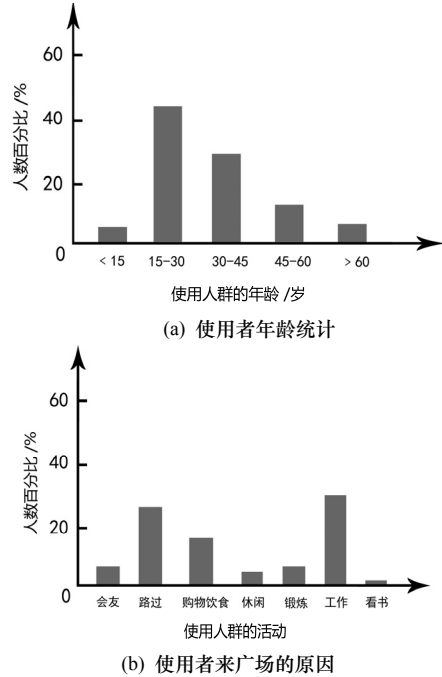 60
40
20
0
人数百分比 /%
<15 15-30 30-45 45-60 >60
使用人群的年龄 /岁
(a) 使用者年龄统计
60
40
20
0
人数百分比 /%
会友 路过 购物饮食 休闲 锻炼 工作 看书
使用人群的活动
(b) 使用者来广场的原因